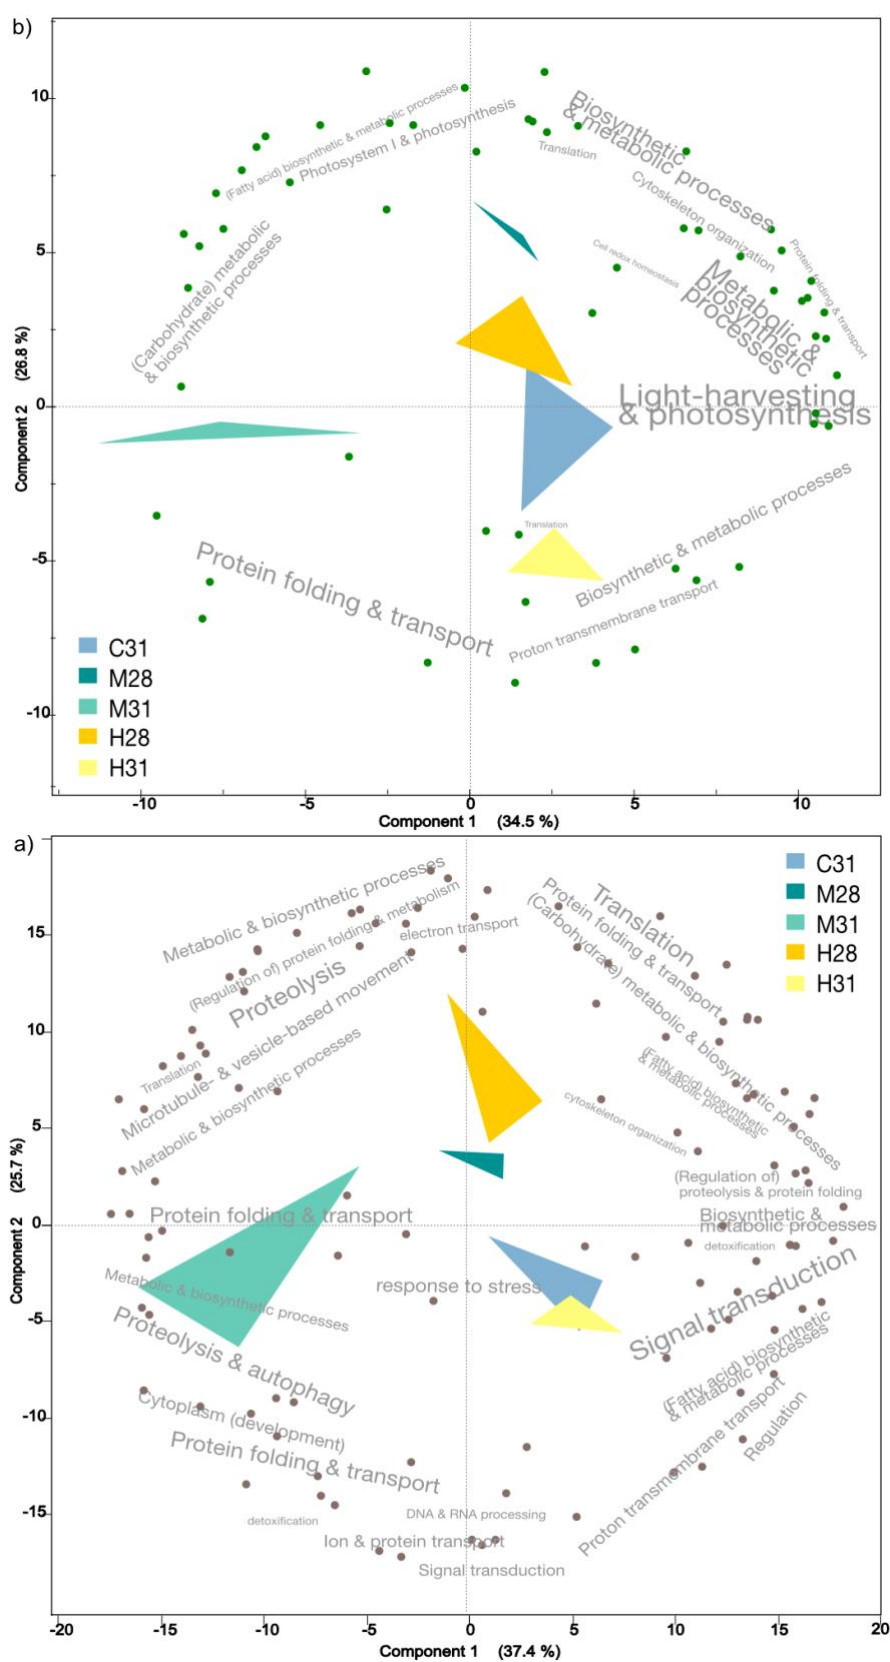 b)
10
5
0
-5
-10
Component 2 (26.8 %)
(Fatty acid) biosynthetic & metabolic processes
Photosystem I & photosynthesis
Biosynthetic
& metabolic processes
Translation
Cytoskeleton organization
Cell redox homeostasis
Protein folding & transport
Metabolic &
biosynthetic
processes
(Carbohydrate) metabolic
& biosynthetic processes
Light-harvesting
& photosynthesis
Translation
Biosynthetic & metabolic processes
Protein folding & transport
Proton transmembrane transport
C31
M28
M31
H28
H31
-10
-5
0
5
10
Component 1 (34.5 %)
a)
15
10
5
0
-5
-10
-15
Component 2 (25.7 %)
C31
M28
M31
H28
H31
Metabolic & biosynthetic processes
(Regulation of) protein folding & metabolism
electron transport
Proteolysis
Microtubule- & vesicle-based movement
Translation
Metabolic & biosynthetic processes
Translation
Protein folding & transport
(Carbohydrate) metabolic & biosynthetic processes
(Fatty acid) biosynthetic
& metabolic processes
cytoskeleton organization
(Regulation of)
proteolysis & protein folding
Protein folding & transport
Biosynthetic &
metabolic processes
detoxification
Metabolic & biosynthetic processes
response to stress
Signal transduction
Proteolysis & autophagy
(Fatty acid) biosynthetic
& metabolic processes
Cytoplasm (development)
Protein folding & transport
Proton transmembrane transport
Regulation
detoxification
DNA & RNA processing
Ion & protein transport
Signal transduction
-20
-15
-10
-5
0
5
10
15
20
Component 1 (37.4 %)